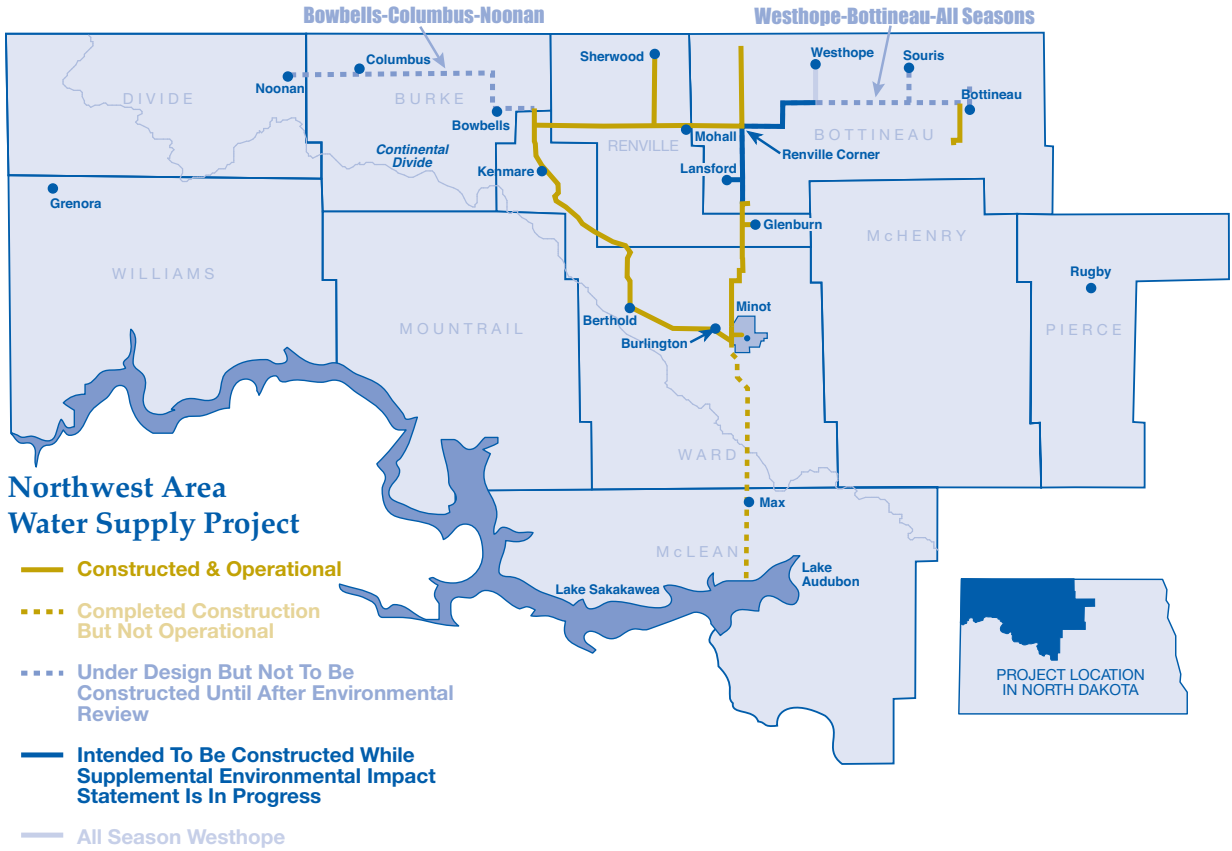 Bowbells-Columbus-Noonan
Westhope-Bottineau-All Seasons
Sherwood
Westhope
Souris
Columbus
Noonan
DIVIDE
BURKE
Bowbells
Bottineau
Mohall
BOTTINEAU
RENVILLE
Renville Corner
Continental
Divide
Kenmare
Lansford
Grenora
Glenburn
McHENRY
WILLIAMS
Rugby
Minot
Berthold
MOUNTRAIL
PIERCE
Burlington
WARD
Northwest Area
Water Supply Project
Max
McLEAN
Constructed & Operational
Lake
Audubon
Lake Sakakawea
Completed Construction
But Not Operational
Under Design But Not To Be
Constructed Until After Environmental
Review
PROJECT LOCATION
IN NORTH DAKOTA
Intended To Be Constructed While
Supplemental Environmental Impact
Statement Is In Progress
All Season Westhope